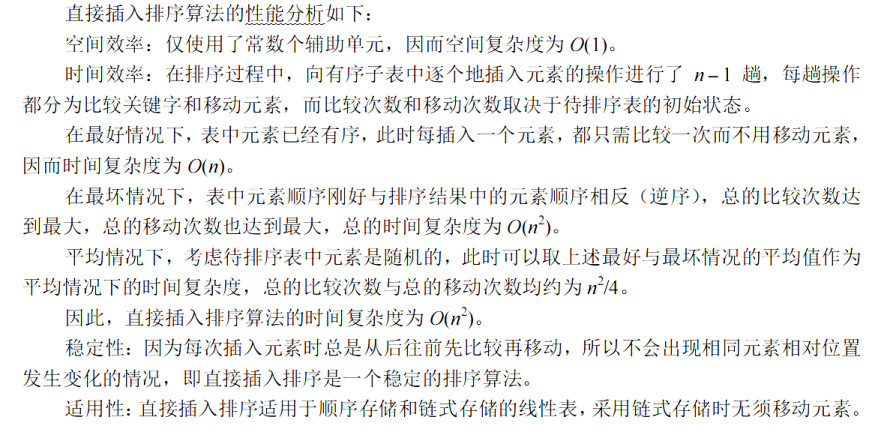 直接插入排序算法的性能分析如下：
空间效率：仅使用了常数个辅助单元，因而空间复杂度为 O(1)。
时间效率：在排序过程中，向有序子表中逐个地插入元素的操作进行了 n – 1 趟，每趟操作
都分为比较关键字和移动元素，而比较次数和移动次数取决于待排序表的初始状态。
在最好情况下，表中元素已经有序，此时每插入一个元素，都只需比较一次而不用移动元素，
因而时间复杂度为 O(n)。
在最坏情况下，表中元素顺序刚好与排序结果中的元素顺序相反（逆序），总的比较次数达
到最大，总的移动次数也达到最大，总的时间复杂度为 O(n²)。
平均情况下，考虑待排序表中元素是随机的，此时可以取上述最好与最坏情况的平均值作为
平均情况下的时间复杂度，总的比较次数与总的移动次数均约为 n²/4。
因此，直接插入排序算法的时间复杂度为 O(n²)。
稳定性：因为每次插入元素时总是从后往前先比较再移动，所以不会出现相同元素相对位置
发生变化的情况，即直接插入排序是一个稳定的排序算法。
适用性：直接插入排序适用于顺序存储和链式存储的线性表，采用链式存储时无须移动元素。